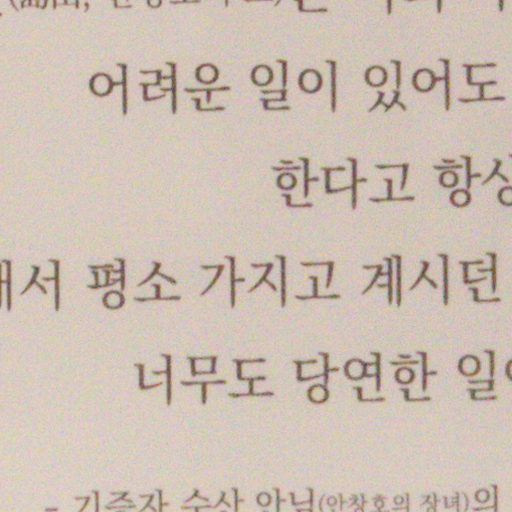 어려운 일이 있어도
한다고 항상
해서 평소 가지고 계시던
너무도 당연한 일
- 기증자 수산 안님(안창호의 장녀)의